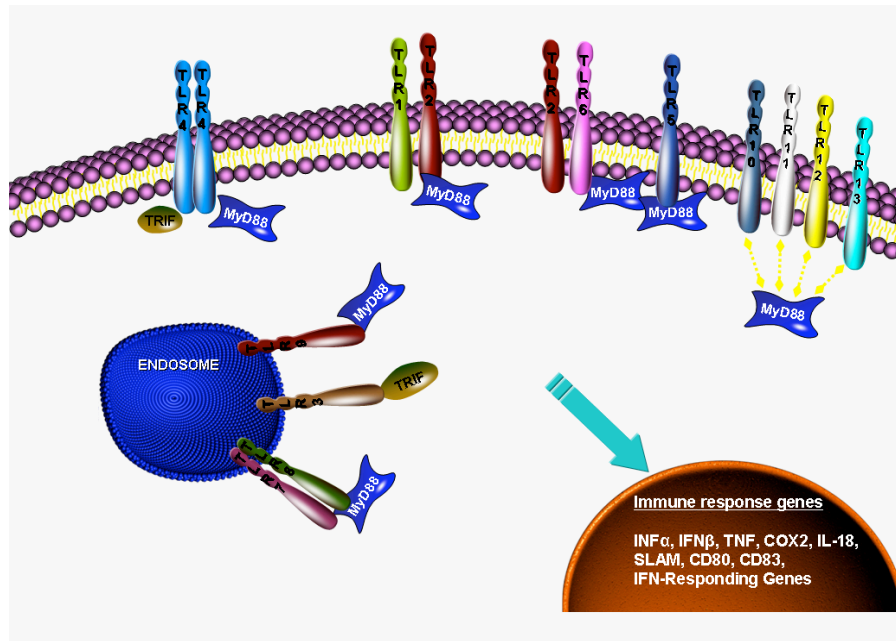 TLR4
TLR4
TLR1
TLR2
TLR2
TLR6
TLR5
TLR10
TLR11
TLR12
TLR13
TRIF
MyD88
MyD88
MyD88
MyD88
MyD88
ENDOSOME
TLR9
MyD88
TLR3
TRIF
TLR8
TLR7
MyD88
Immune response genes
INFα, IFNβ, TNF, COX2, IL-18,
SLAM, CD80, CD83,
IFN-Responding Genes